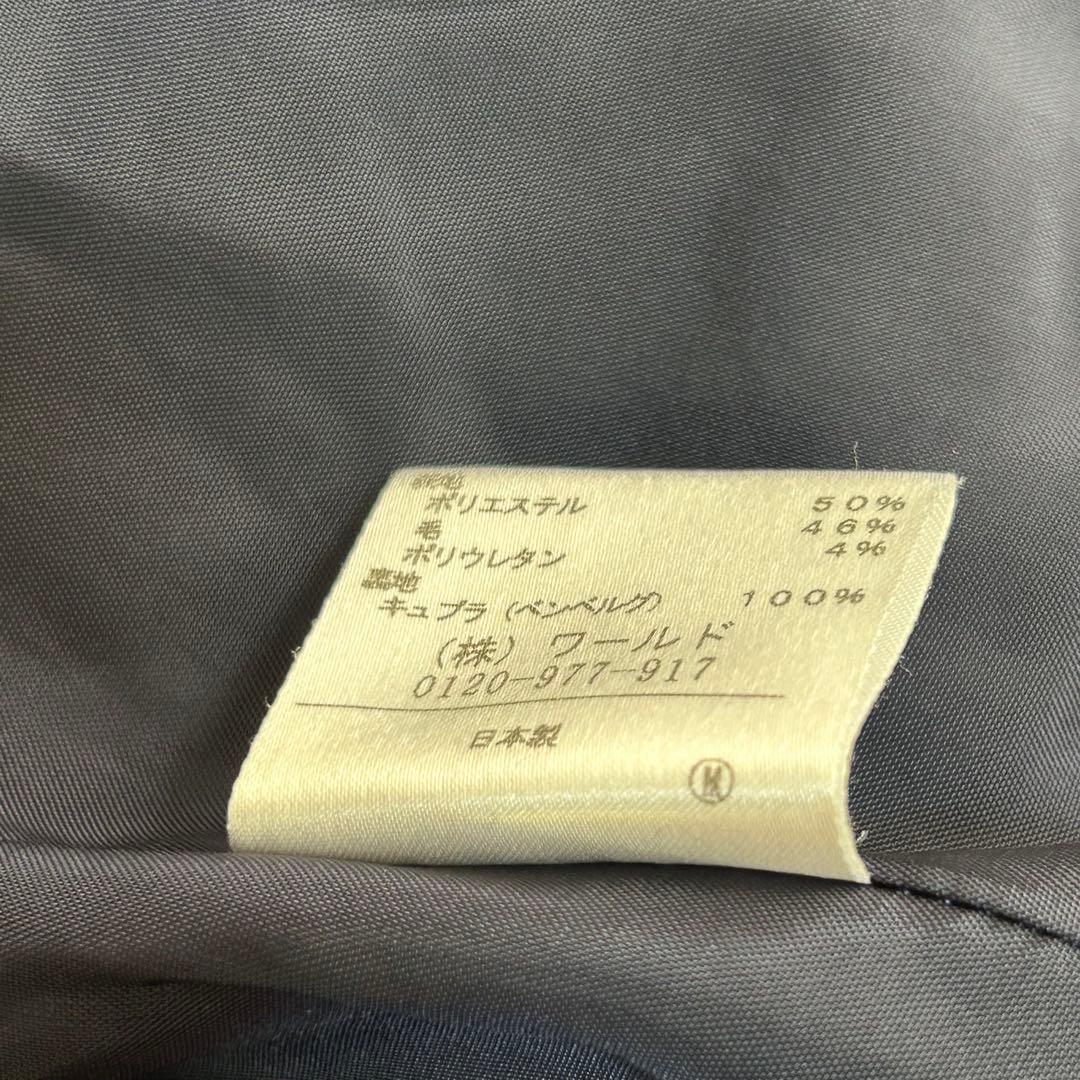 表地
ポリエステル 50%
毛 46%
ポリウレタン 4%
裏地
キュプラ(ベンベルグ) 100%
(株) ワールド
0120-977-917
日本製
Ⓚ